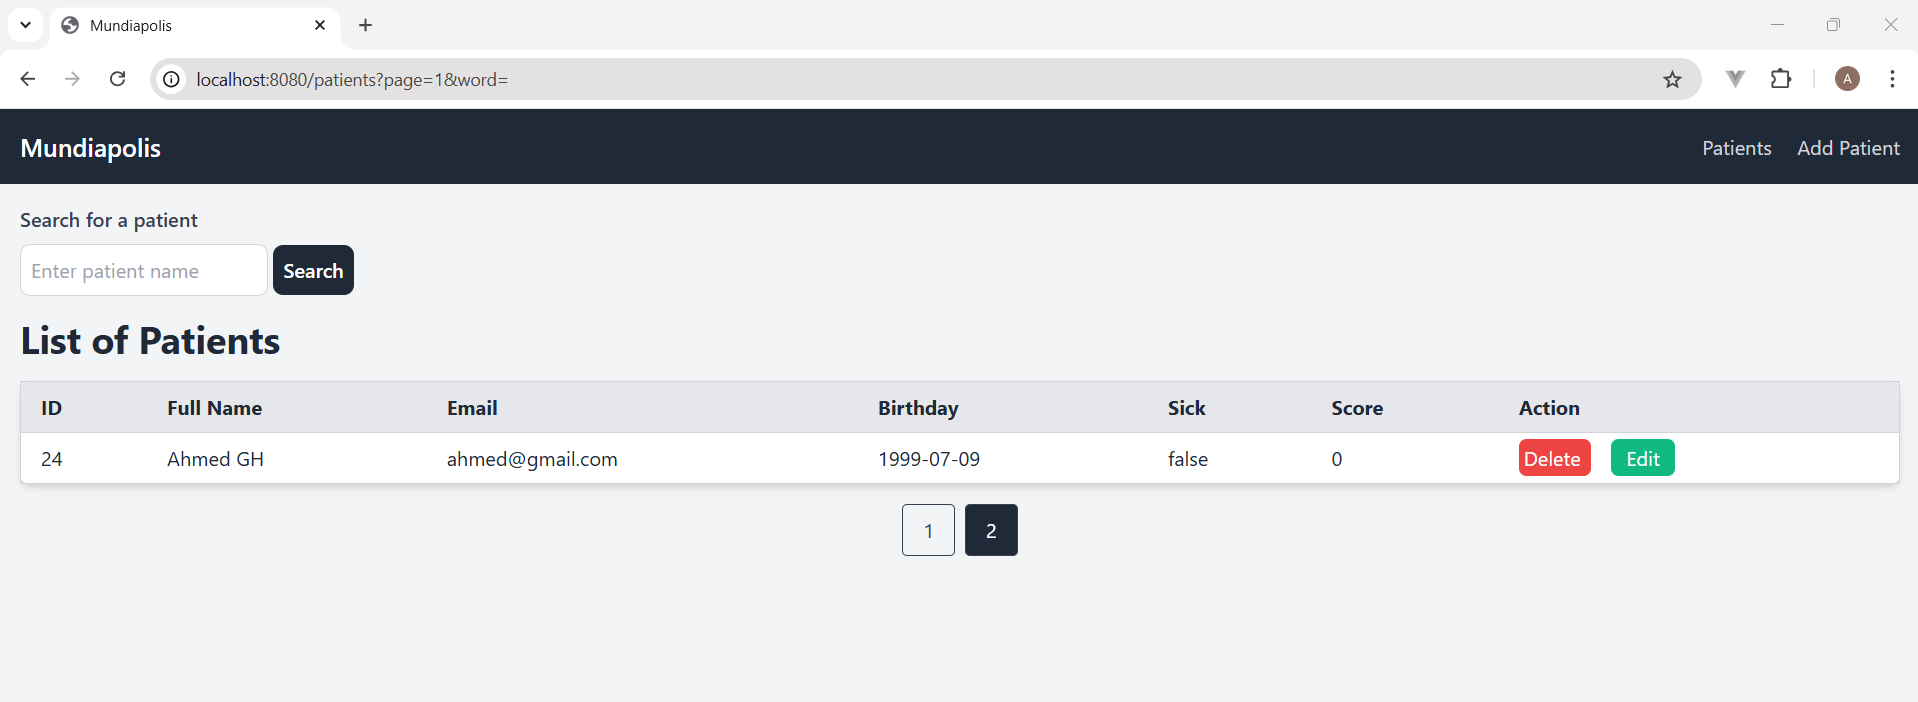 Mundiapolis
localhost:8080/patients?page=1&word=
A
Mundiapolis Patients Add Patient
Search for a patient
Enter patient name Search
List of Patients
ID Full Name Email Birthday Sick Score Action
24 Ahmed GH ahmed@gmail.com 1999-07-09 false 0 Delete Edit
1 2